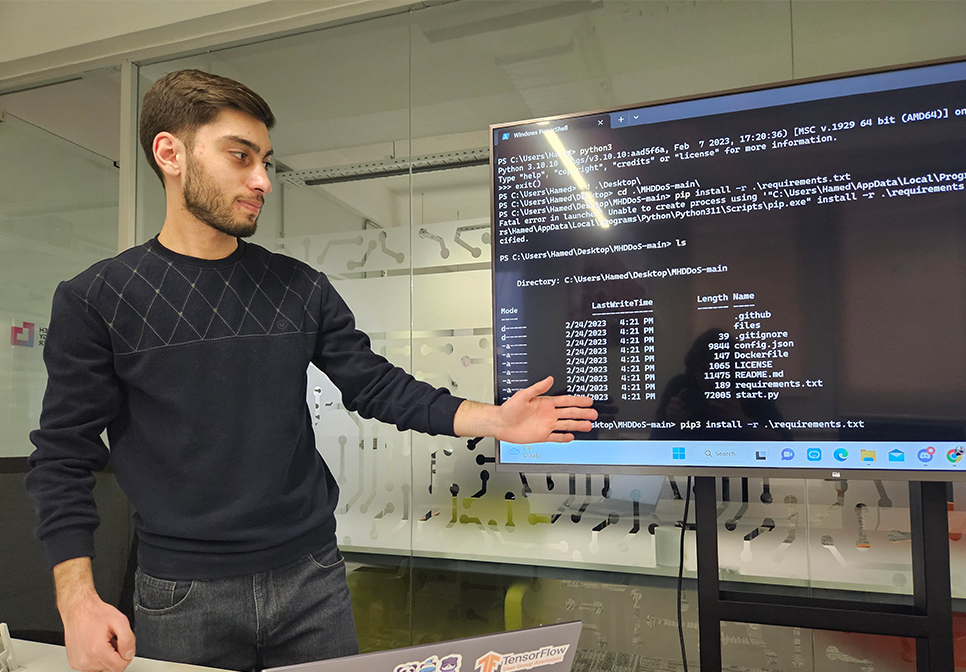 Windows PowerShell
PS C:\Users\Hamed> python3
Python 3.10.10 aad5f6a, Feb 7 2023, 17:20:36) [MSC v.1929 64 bit (AMD64)] on
Type "help", "copyright", "credits" or "license" for more information.
>>> exit()
PS C:\Users\Hamed> cd .\Desktop\
PS C:\Users\Hamed\Desktop> cd .\MHDDoS-main\
PS C:\Users\Hamed\Desktop\MHDDoS-main> pip install -r .\requirements.txt
Fatal error in launcher: Unable to create process using '"C:\Users\Hamed\AppData\Local\Prog
rs\Hamed\AppData\Local\Programs\Python\Python311\Scripts\pip.exe" install -r .\requirements
cified.
PS C:\Users\Hamed\Desktop\MHDDoS-main> ls
Directory: C:\Users\Hamed\Desktop\MHDDoS-main
Mode LastWriteTime Length Name
d----- 2/24/2023 4:21 PM .github
d----- 2/24/2023 4:21 PM files
-a---- 2/24/2023 4:21 PM 39 .gitignore
-a---- 2/24/2023 4:21 PM 9844 config.json
-a---- 2/24/2023 4:21 PM 147 Dockerfile
-a---- 2/24/2023 4:21 PM 1065 LICENSE
-a---- 2/24/2023 4:21 PM 11475 README.md
-a---- 2/24/2023 4:21 PM 189 requirements.txt
-a---- 2/24/2023 4:21 PM 72005 start.py
sktop\MHDDoS-main> pip3 install -r .\requirements.txt
Cloudy
Search
TensorFlow
User Group Azerbaijan